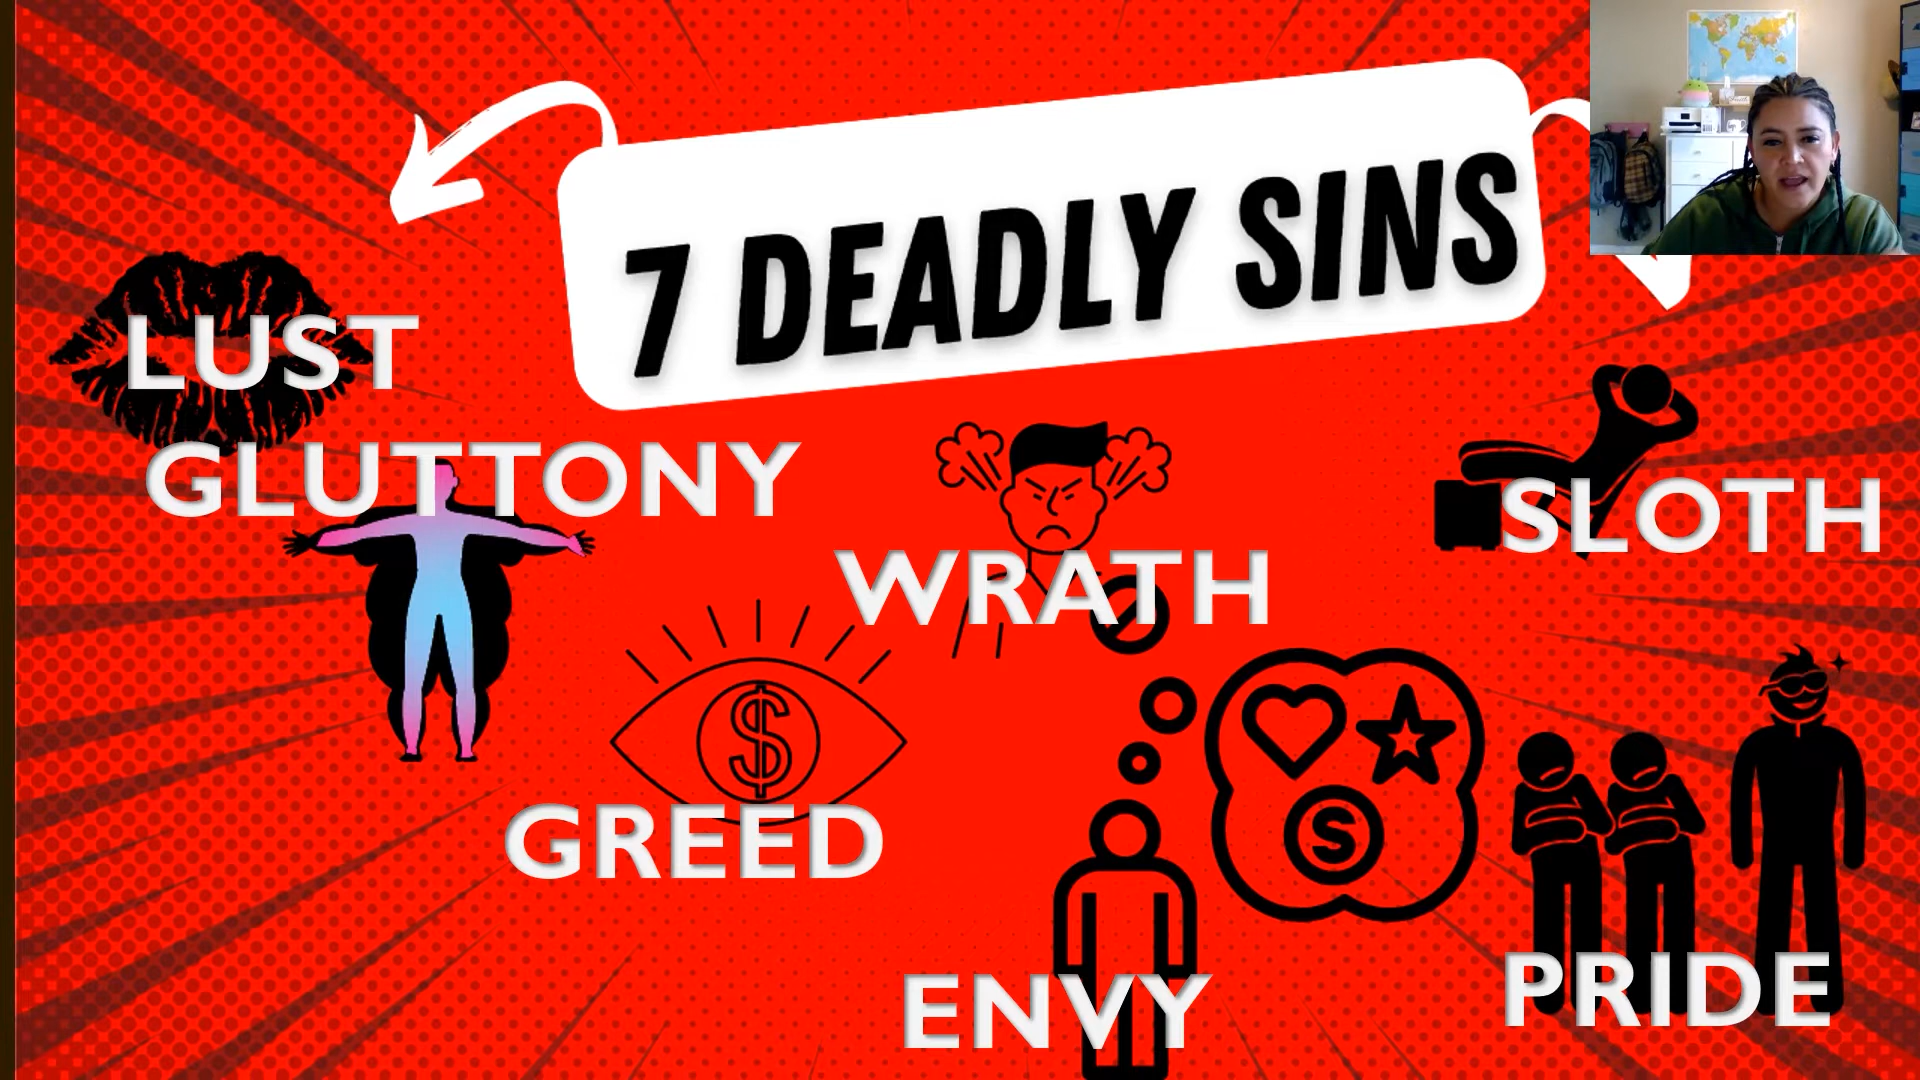 7 DEADLY SINS
LUST
GLUTTONY
WRATH
SLOTH
GREED
ENVY
PRIDE
$
S